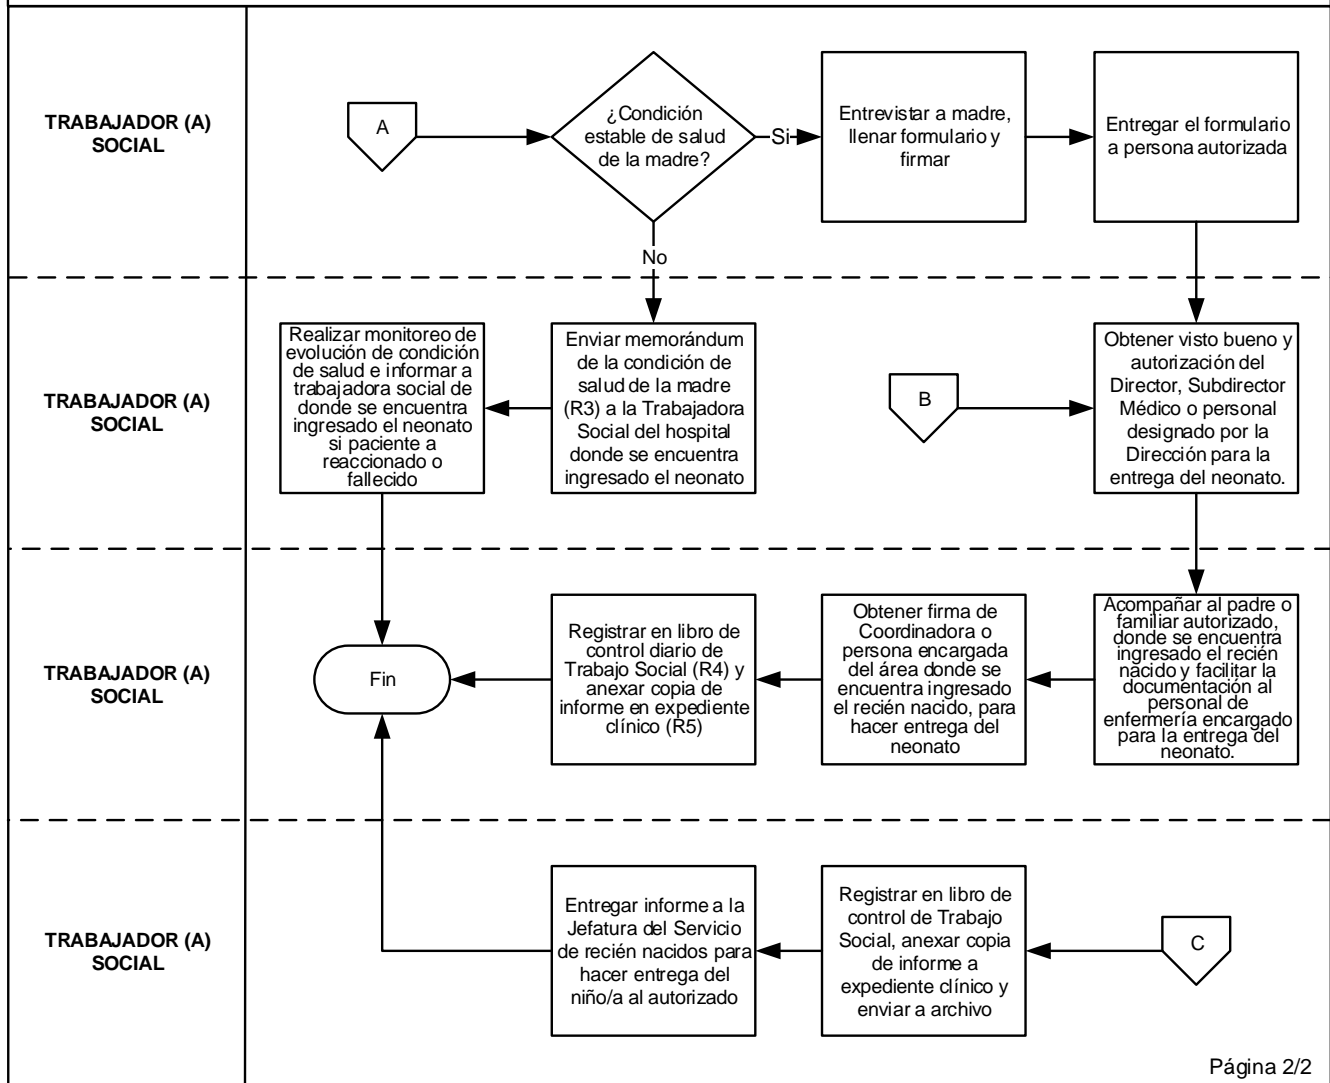 TRABAJADOR (A)
SOCIAL
A
¿Condición
estable de salud
de la madre?
Si
Entrevistar a madre,
llenar formulario y
firmar
Entregar el formulario
a persona autorizada
No
TRABAJADOR (A)
SOCIAL
Realizar monitoreo de
evolución de condición
de salud e informar a
trabajadora social de
donde se encuentra
ingresado el neonato
si paciente a
reaccionado o
fallecido
Enviar memorándum
de la condición de
salud de la madre
(R3) a la Trabajadora
Social del hospital
donde se encuentra
ingresado el neonato
B
Obtener visto bueno y
autorización del
Director, Subdirector
Médico o personal
designado por la
Dirección para la
entrega del neonato.
TRABAJADOR (A)
SOCIAL
Fin
Registrar en libro de
control diario de
Trabajo Social (R4) y
anexar copia de
informe en expediente
clínico (R5)
Obtener firma de
Coordinadora o
persona encargada
del área donde se
encuentra ingresado
el recién nacido, para
hacer entrega del
neonato
Acompañar al padre o
familiar autorizado,
donde se encuentra
ingresado el recién
nacido y facilitar la
documentación al
personal de
enfermería encargado
para la entrega del
neonato.
TRABAJADOR (A)
SOCIAL
Entregar informe a la
Jefatura del Servicio
de recién nacidos para
hacer entrega del
niño/a al autorizado
Registrar en libro de
control de Trabajo
Social, anexar copia
de informe a
expediente clínico y
enviar a archivo
C
Página 2/2